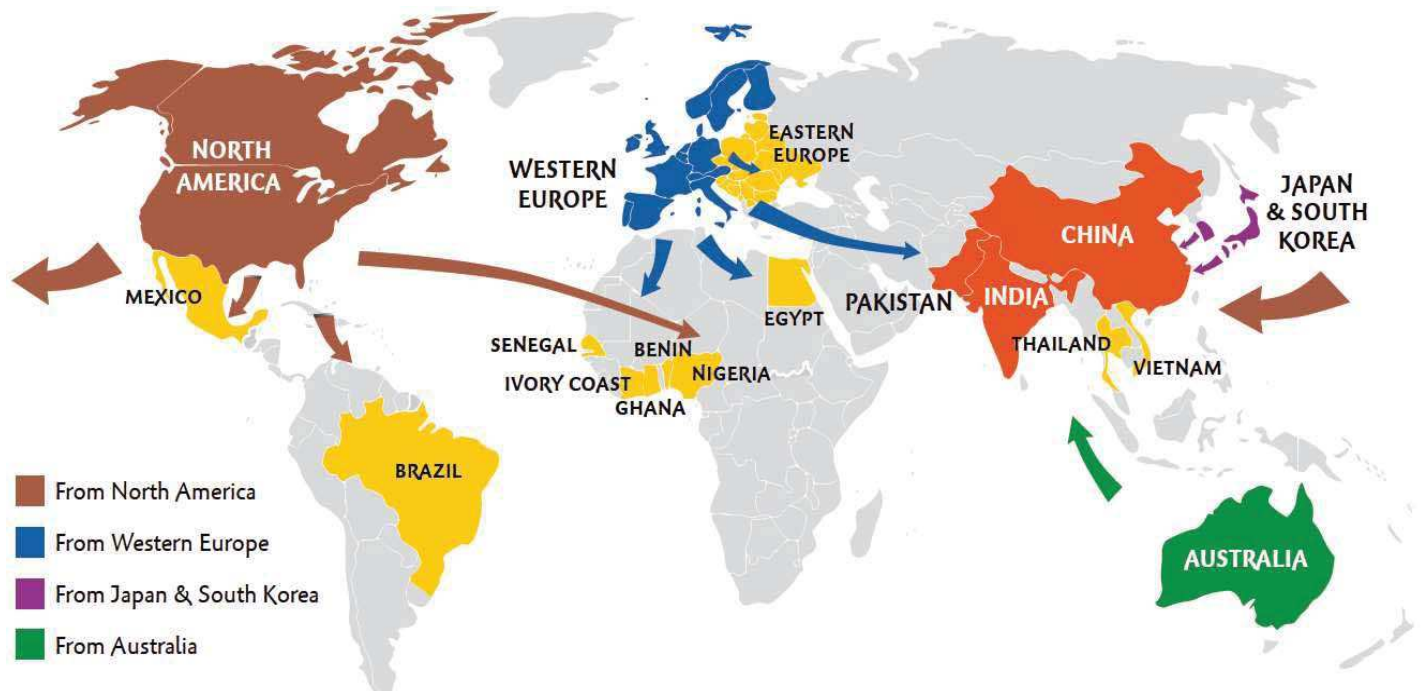 NORTH
AMERICA
WESTERN
EUROPE
EASTERN
EUROPE
JAPAN
& SOUTH
KOREA
CHINA
MEXICO
PAKISTAN
INDIA
EGYPT
SENEGAL
BENIN
NIGERIA
IVORY COAST
GHANA
THAILAND
VIETNAM
BRAZIL
AUSTRALIA
From North America
From Western Europe
From Japan & South Korea
From Australia